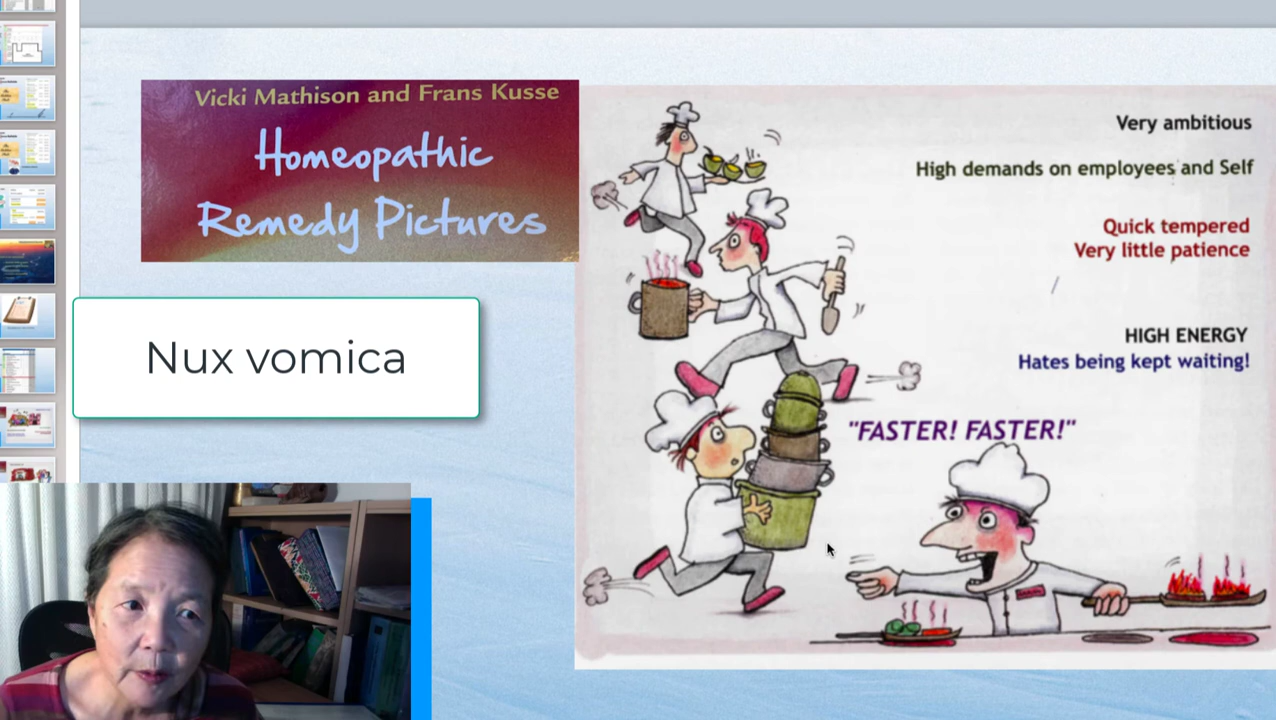 Vicki Mathison and Frans Kusse
Homeopathic
Remedy Pictures
Nux vomica
Very ambitious
High demands on employees and Self
Quick tempered
Very little patience
HIGH ENERGY
Hates being kept waiting!
"FASTER! FASTER!"